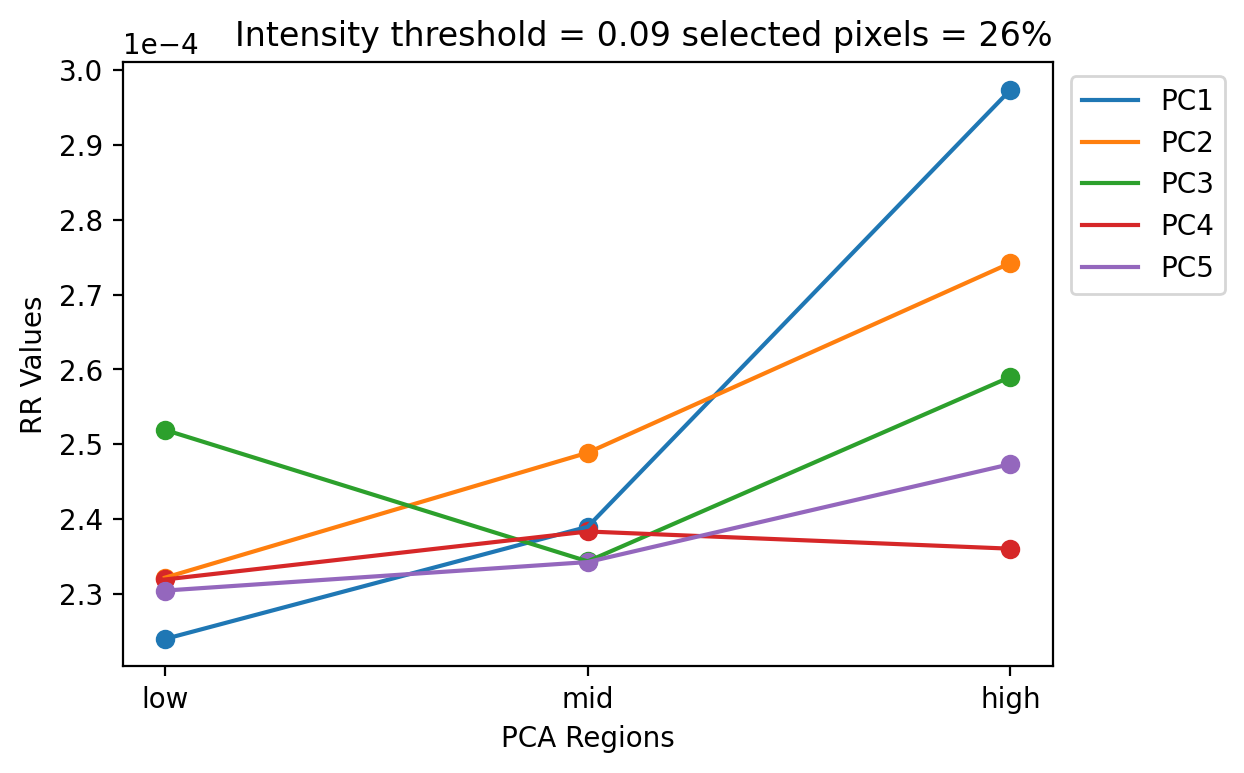 Intensity threshold = 0.09 selected pixels = 26%
1e−4
3.0
2.9
2.8
2.7
2.6
2.5
2.4
2.3
RR Values
low
mid
high
PCA Regions
PC1
PC2
PC3
PC4
PC5